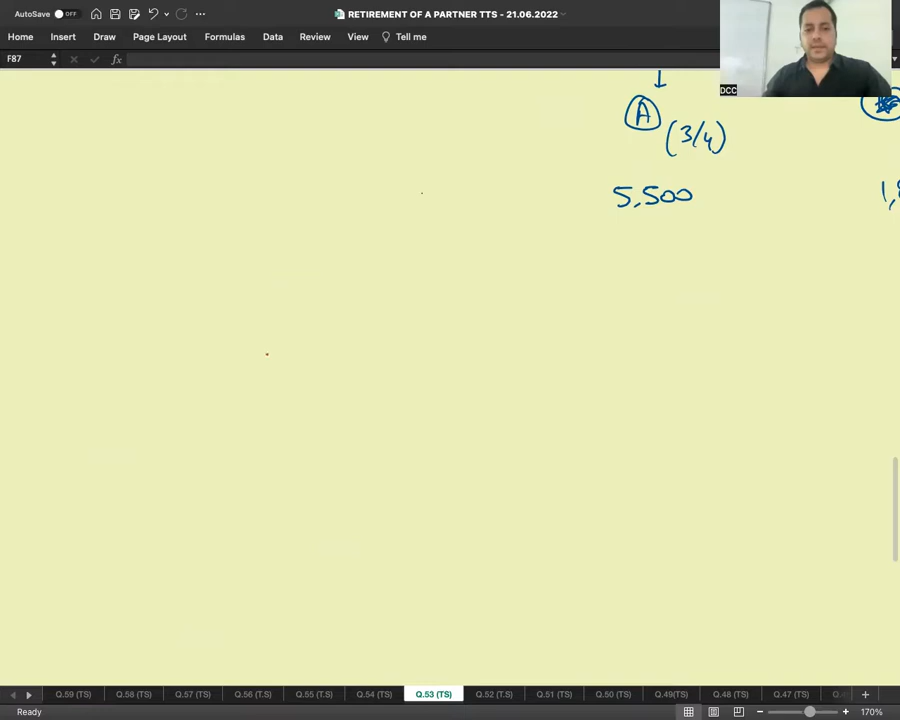 AutoSave OFF RETIREMENT OF A PARTNER TTS - 21.06.2022
Home Insert Draw Page Layout Formulas Data Review View Tell me
F87 fx
DCC
A
(3/4)
5,500
Q.59 (TS) Q.58 (TS) Q.57 (TS) Q.56 (T.S) Q.55 (T.S) Q.54 (TS) Q.53 (TS) Q.52 (T.S) Q.51 (TS) Q.50 (TS) Q.49(TS) Q.48 (TS) Q.47 (TS)
Ready 170%